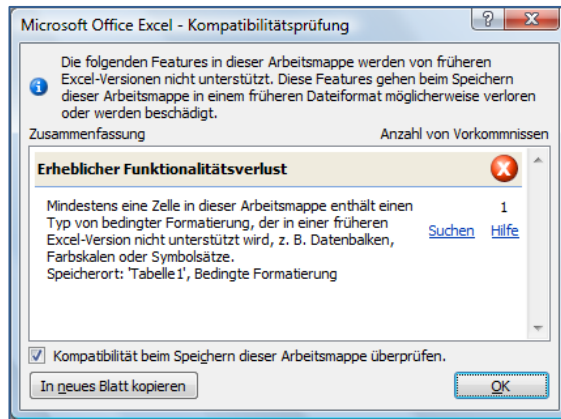 Microsoft Office Excel - Kompatibilitätsprüfung
?
Die folgenden Features in dieser Arbeitsmappe werden von früheren
Excel-Versionen nicht unterstützt. Diese Features gehen beim Speichern
dieser Arbeitsmappe in einem früheren Dateiformat möglicherweise verloren
oder werden beschädigt.
Zusammenfassung Anzahl von Vorkommnissen
Erheblicher Funktionalitätsverlust
Mindestens eine Zelle in dieser Arbeitsmappe enthält einen 1
Typ von bedingter Formatierung, der in einer früheren
Excel-Version nicht unterstützt wird, z. B. Datenbalken, Suchen Hilfe
Farbskalen oder Symbolsätze.
Speicherort: 'Tabelle1', Bedingte Formatierung
Kompatibilität beim Speichern dieser Arbeitsmappe überprüfen.
In neues Blatt kopieren OK